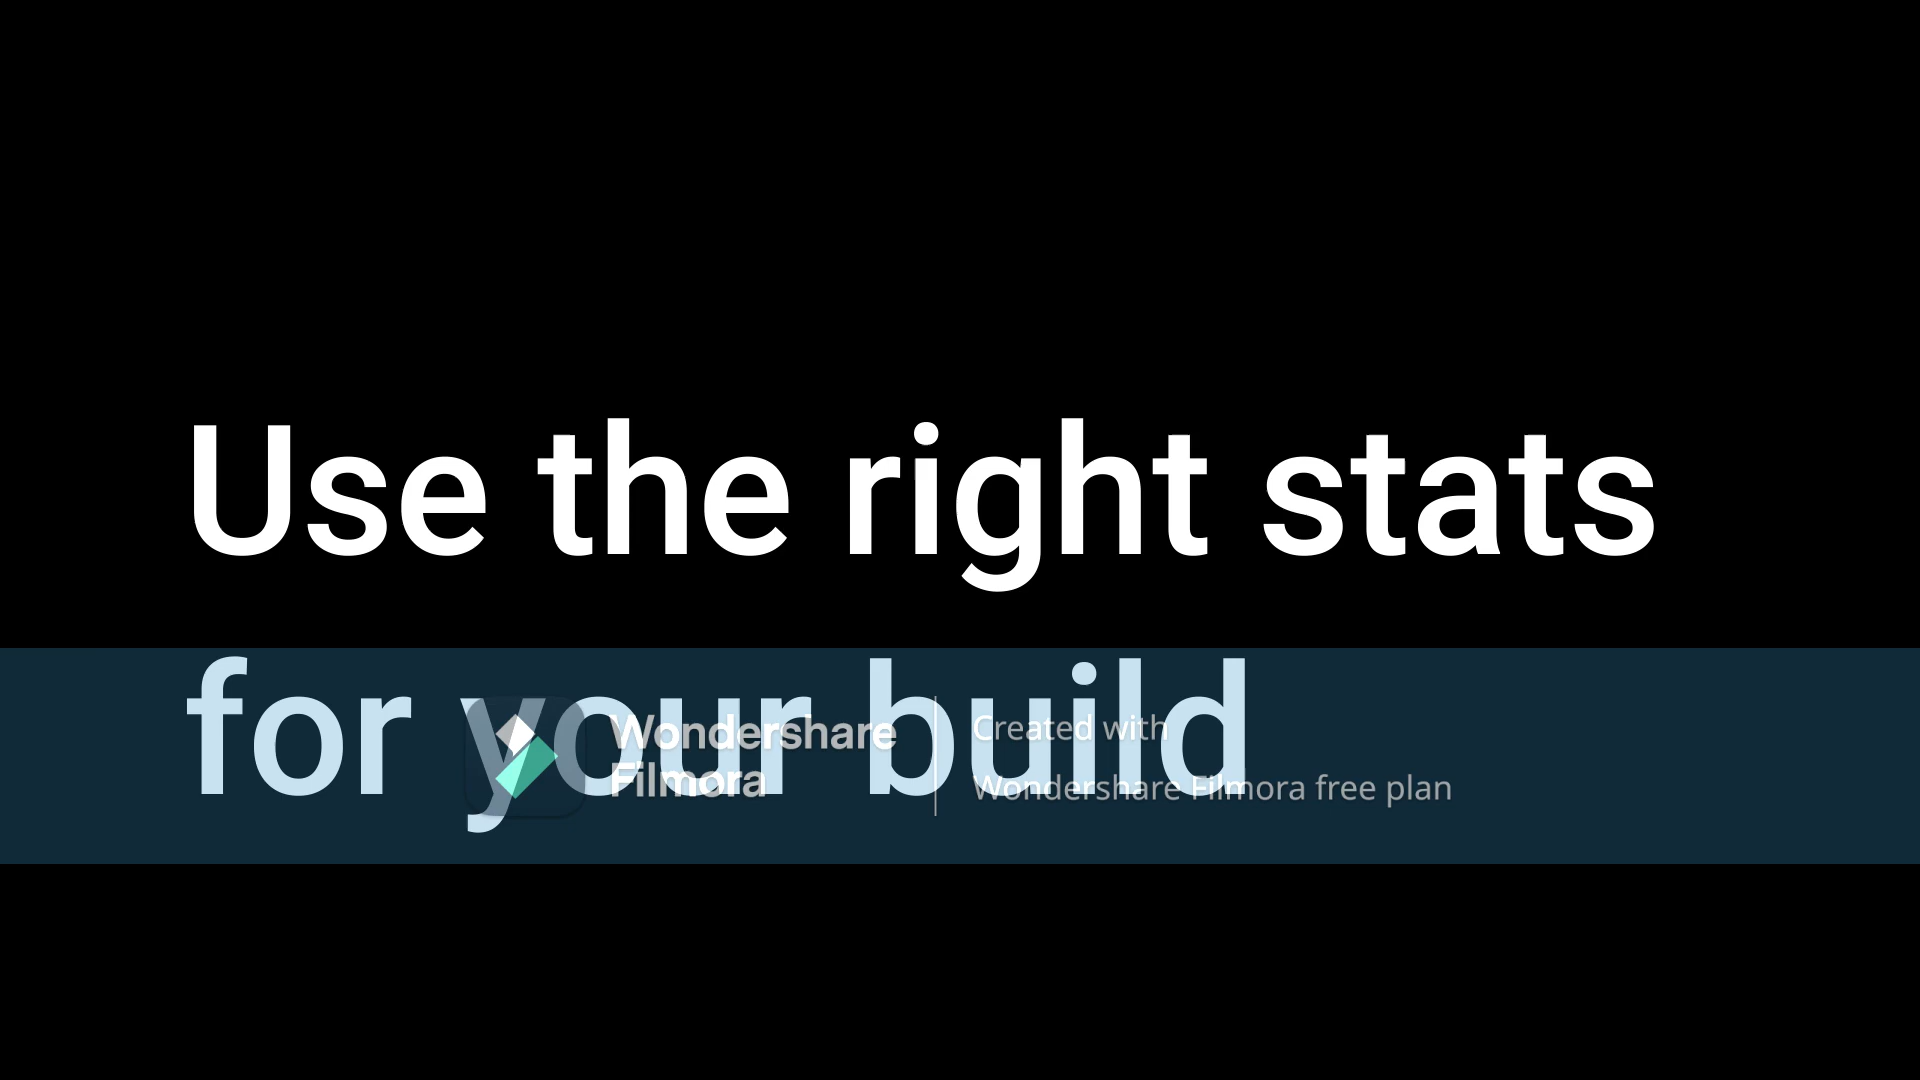 Use the right stats
for your build
Wondershare
Filmora
Created with
Wondershare Filmora free plan